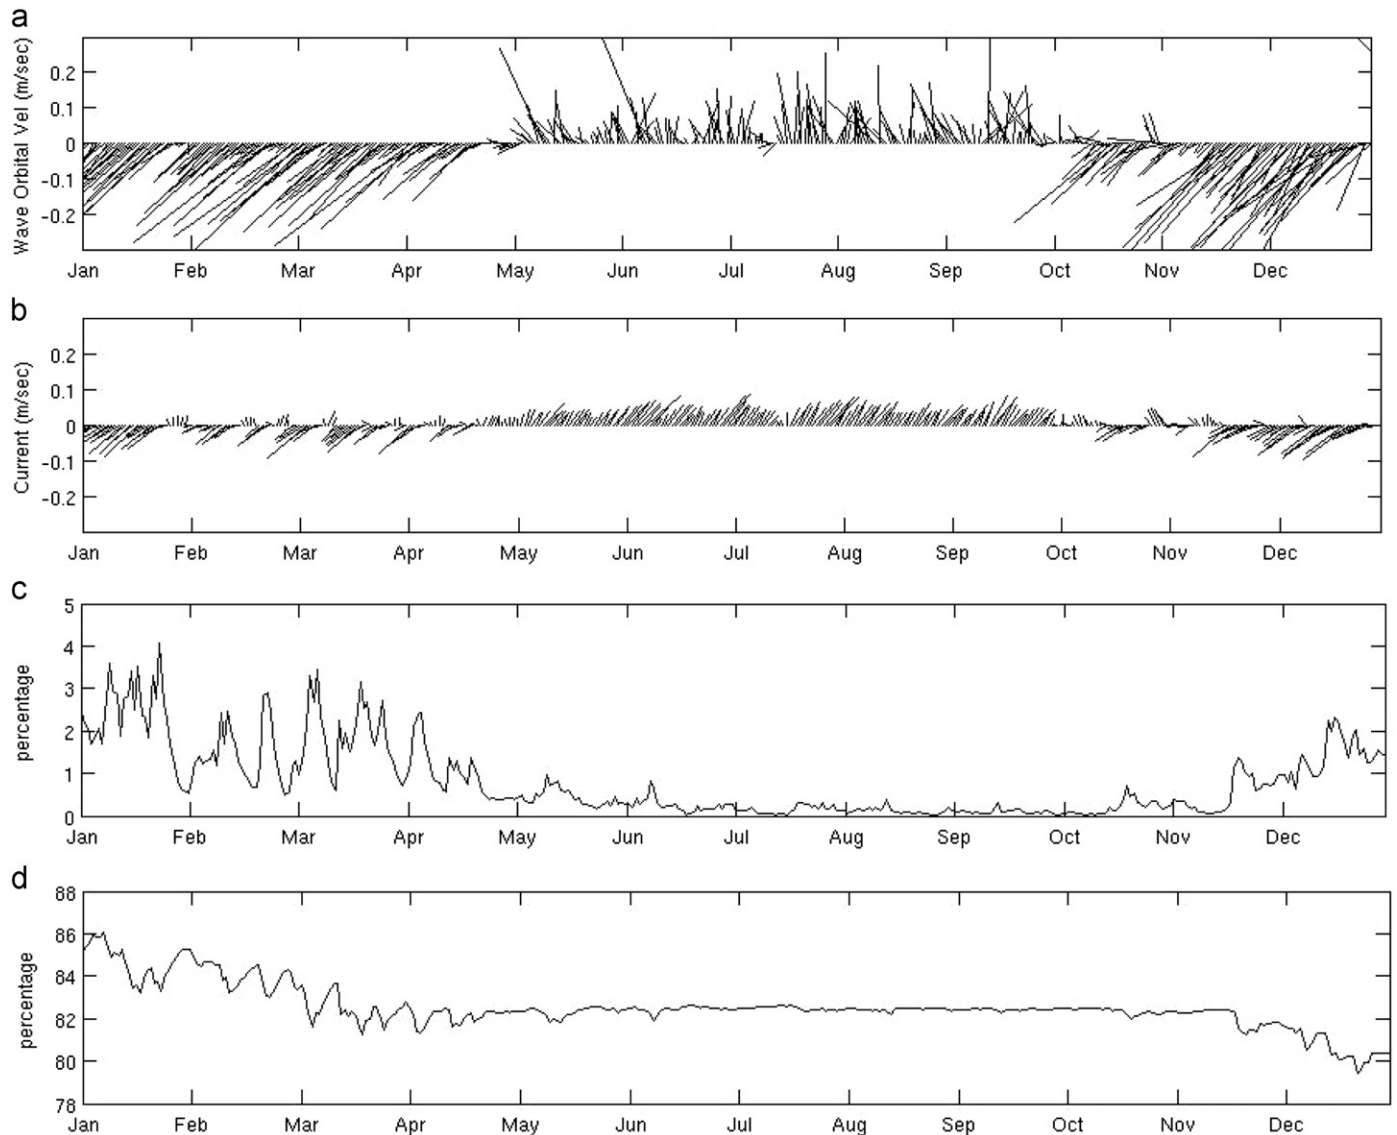 a
Wave Orbital Vel (m/sec)
0.2
0.1
0
-0.1
-0.2
Jan Feb Mar Apr May Jun Jul Aug Sep Oct Nov Dec
b
Current (m/sec)
0.2
0.1
0
-0.1
-0.2
Jan Feb Mar Apr May Jun Jul Aug Sep Oct Nov Dec
c
percentage
5
4
3
2
1
0
Jan Feb Mar Apr May Jun Jul Aug Sep Oct Nov Dec
d
percentage
88
86
84
82
80
78
Jan Feb Mar Apr May Jun Jul Aug Sep Oct Nov Dec